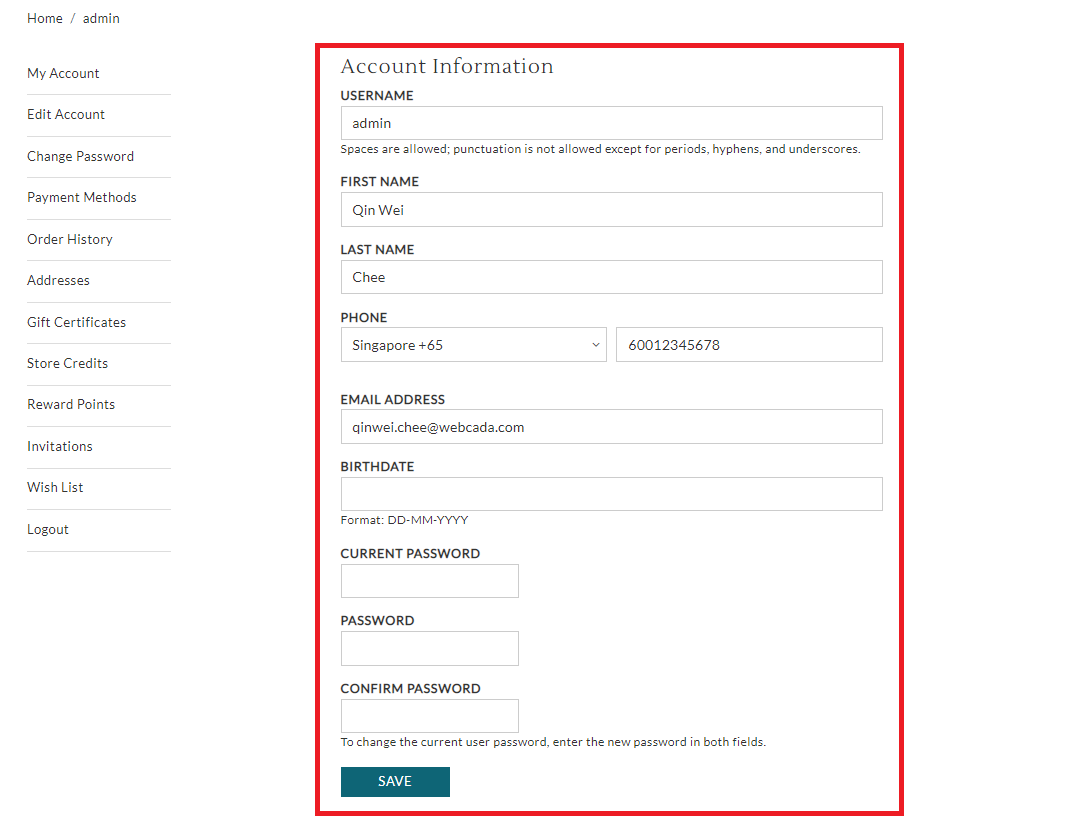 Home / admin
My Account
Edit Account
Change Password
Payment Methods
Order History
Addresses
Gift Certificates
Store Credits
Reward Points
Invitations
Wish List
Logout
Account Information
USERNAME
admin
Spaces are allowed; punctuation is not allowed except for periods, hyphens, and underscores.
FIRST NAME
Qin Wei
LAST NAME
Chee
PHONE
Singapore +65 60012345678
EMAIL ADDRESS
qinwei.chee@webcada.com
BIRTHDATE
Format: DD-MM-YYYY
CURRENT PASSWORD
PASSWORD
CONFIRM PASSWORD
To change the current user password, enter the new password in both fields.
SAVE